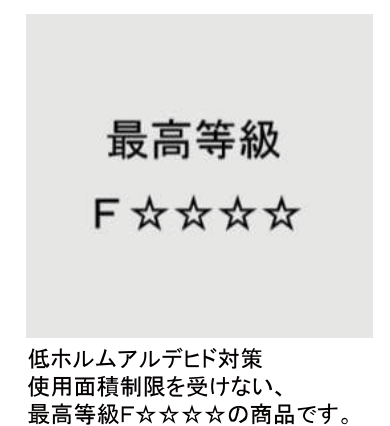 最高等級
F☆☆☆☆
低ホルムアルデヒド対策
使用面積制限を受けない、
最高等級F☆☆☆☆の商品です。